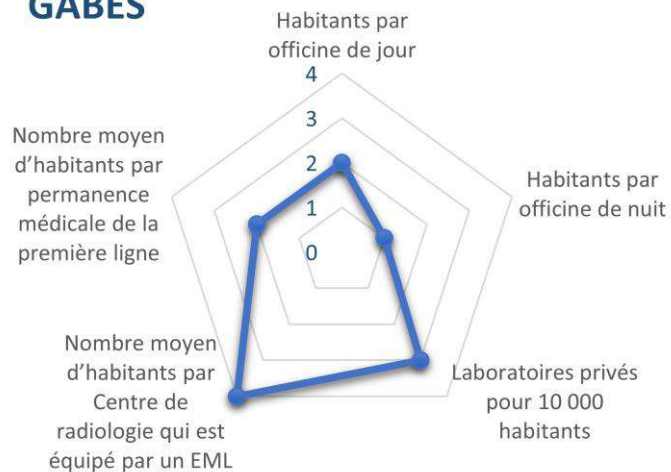 GABES
Habitants par
officine de jour
4
3
2
1
0
Habitants par
officine de nuit
Laboratoires privés
pour 10 000
habitants
Nombre moyen
d'habitants par
Centre de
radiologie qui est
équipé par un EML
Nombre moyen
d'habitants par
permanence
médicale de la
première ligne